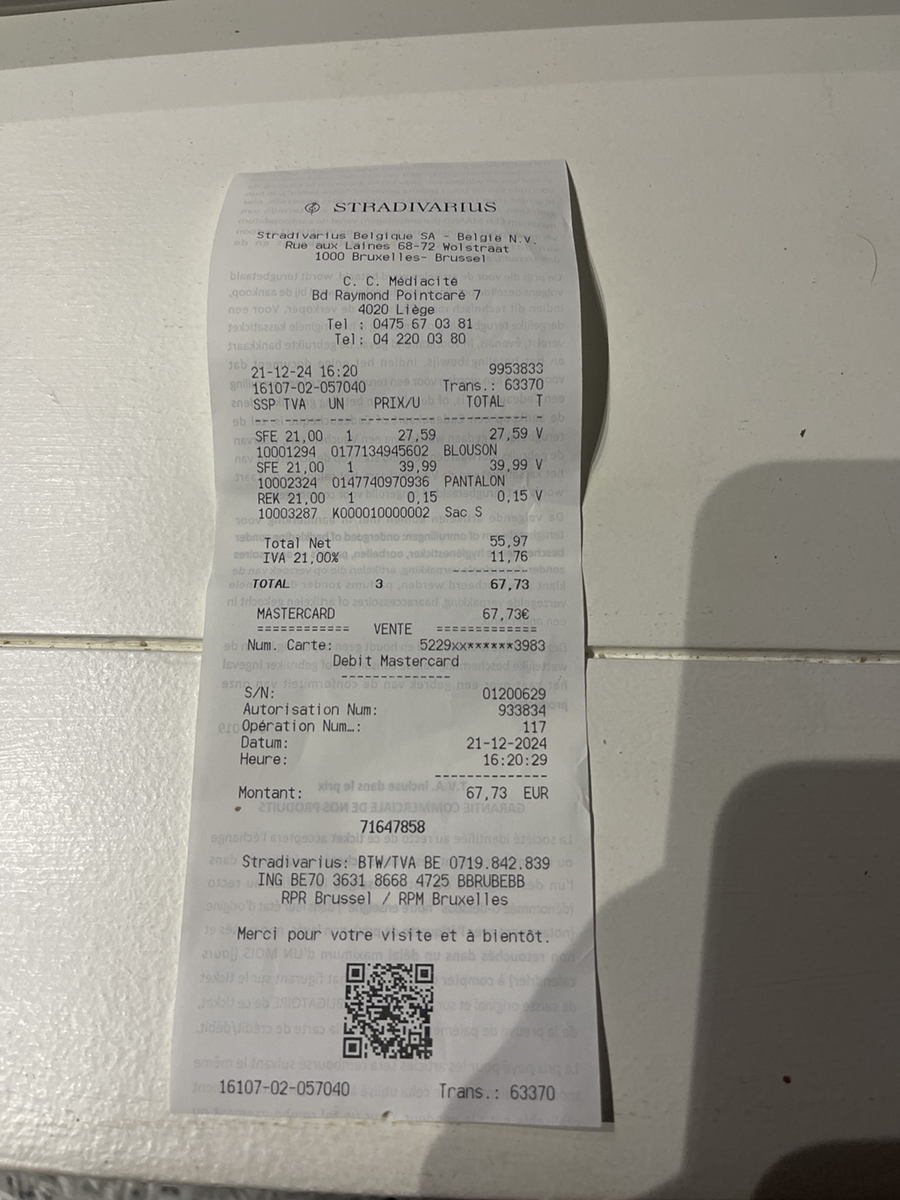 STRADIVARIUS
Stradivarius Belgique SA - Belgie N.V.
Rue aux Laines 68-72 Wolstraat
1000 Bruxelles- Brussel
C. C. Médiacité
Bd Raymond Pointcaré 7
4020 Liège
Tel : 0475 67 03 81
Tel: 04 220 03 80
21-12-24 16:20 9953833
16107-02-057040 Trans.: 63370
SSP TVA UN PRIX/U TOTAL T
SFE 21,00 1 27,59 27,59 V
10001294 0177134945602 BLOUSON
SFE 21,00 1 39,99 39,99 V
10002324 0147740970936 PANTALON
REK 21,00 1 0,15 0,15 V
10003287 K000010000002 Sac S
Total Net 55,97
IVA 21,00% 11,76
TOTAL 3 67,73
MASTERCARD 67,73€
============ VENTE =============
Num. Carte: 5229xx******3983
Debit Mastercard
S/N: 01200629
Autorisation Num: 933834
Opération Num…: 117
Datum: 21-12-2024
Heure: 16:20:29
Montant: 67,73 EUR
71647858
Stradivarius: BTW/TVA BE 0719.842.839
ING BE70 3631 8668 4725 BBRUBEBB
RPR Brussel / RPM Bruxelles
Merci pour votre visite et à bientôt.
16107-02-057040 Trans.: 63370